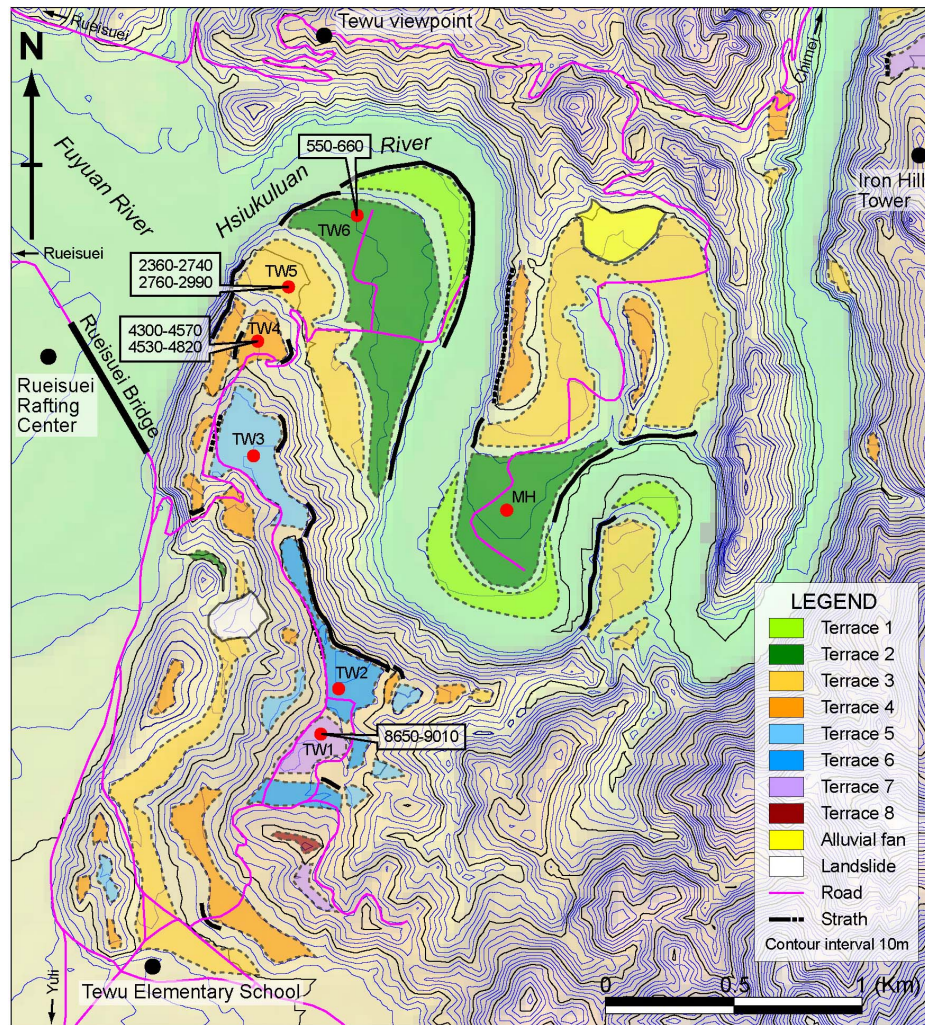 Rueisuei
Tewu viewpoint
Chimei
N
Fuyuan River
Hsiukuluan River
550-660
Iron Hill
Tower
TW6
Rueisuei
2360-2740
2760-2990
TW5
4300-4570
4530-4820
TW4
Rueisuei Bridge
Rueisuei
Rafting
Center
TW3
MH
TW2
TW1
8650-9010
LEGEND
Terrace 1
Terrace 2
Terrace 3
Terrace 4
Terrace 5
Terrace 6
Terrace 7
Terrace 8
Alluvial fan
Landslide
Road
Strath
Contour interval 10m
Yuli
Tewu Elementary School
0 0.5 1 (Km)